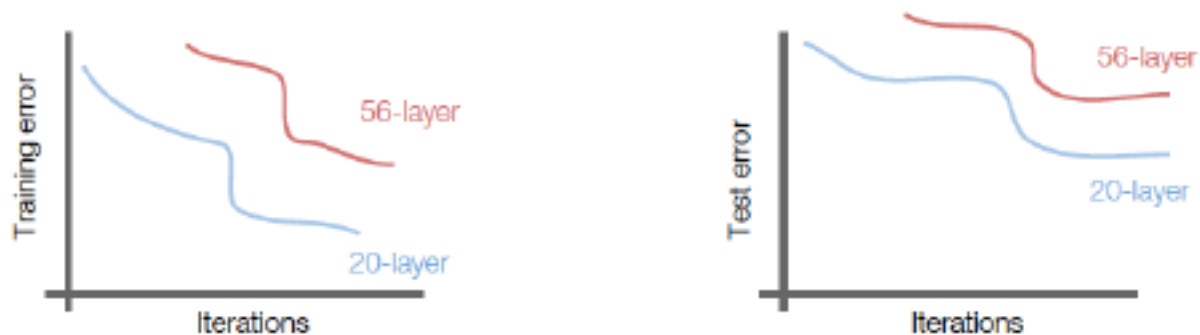 Training error
56-layer
20-layer
Iterations
Test error
56-layer
20-layer
Iterations